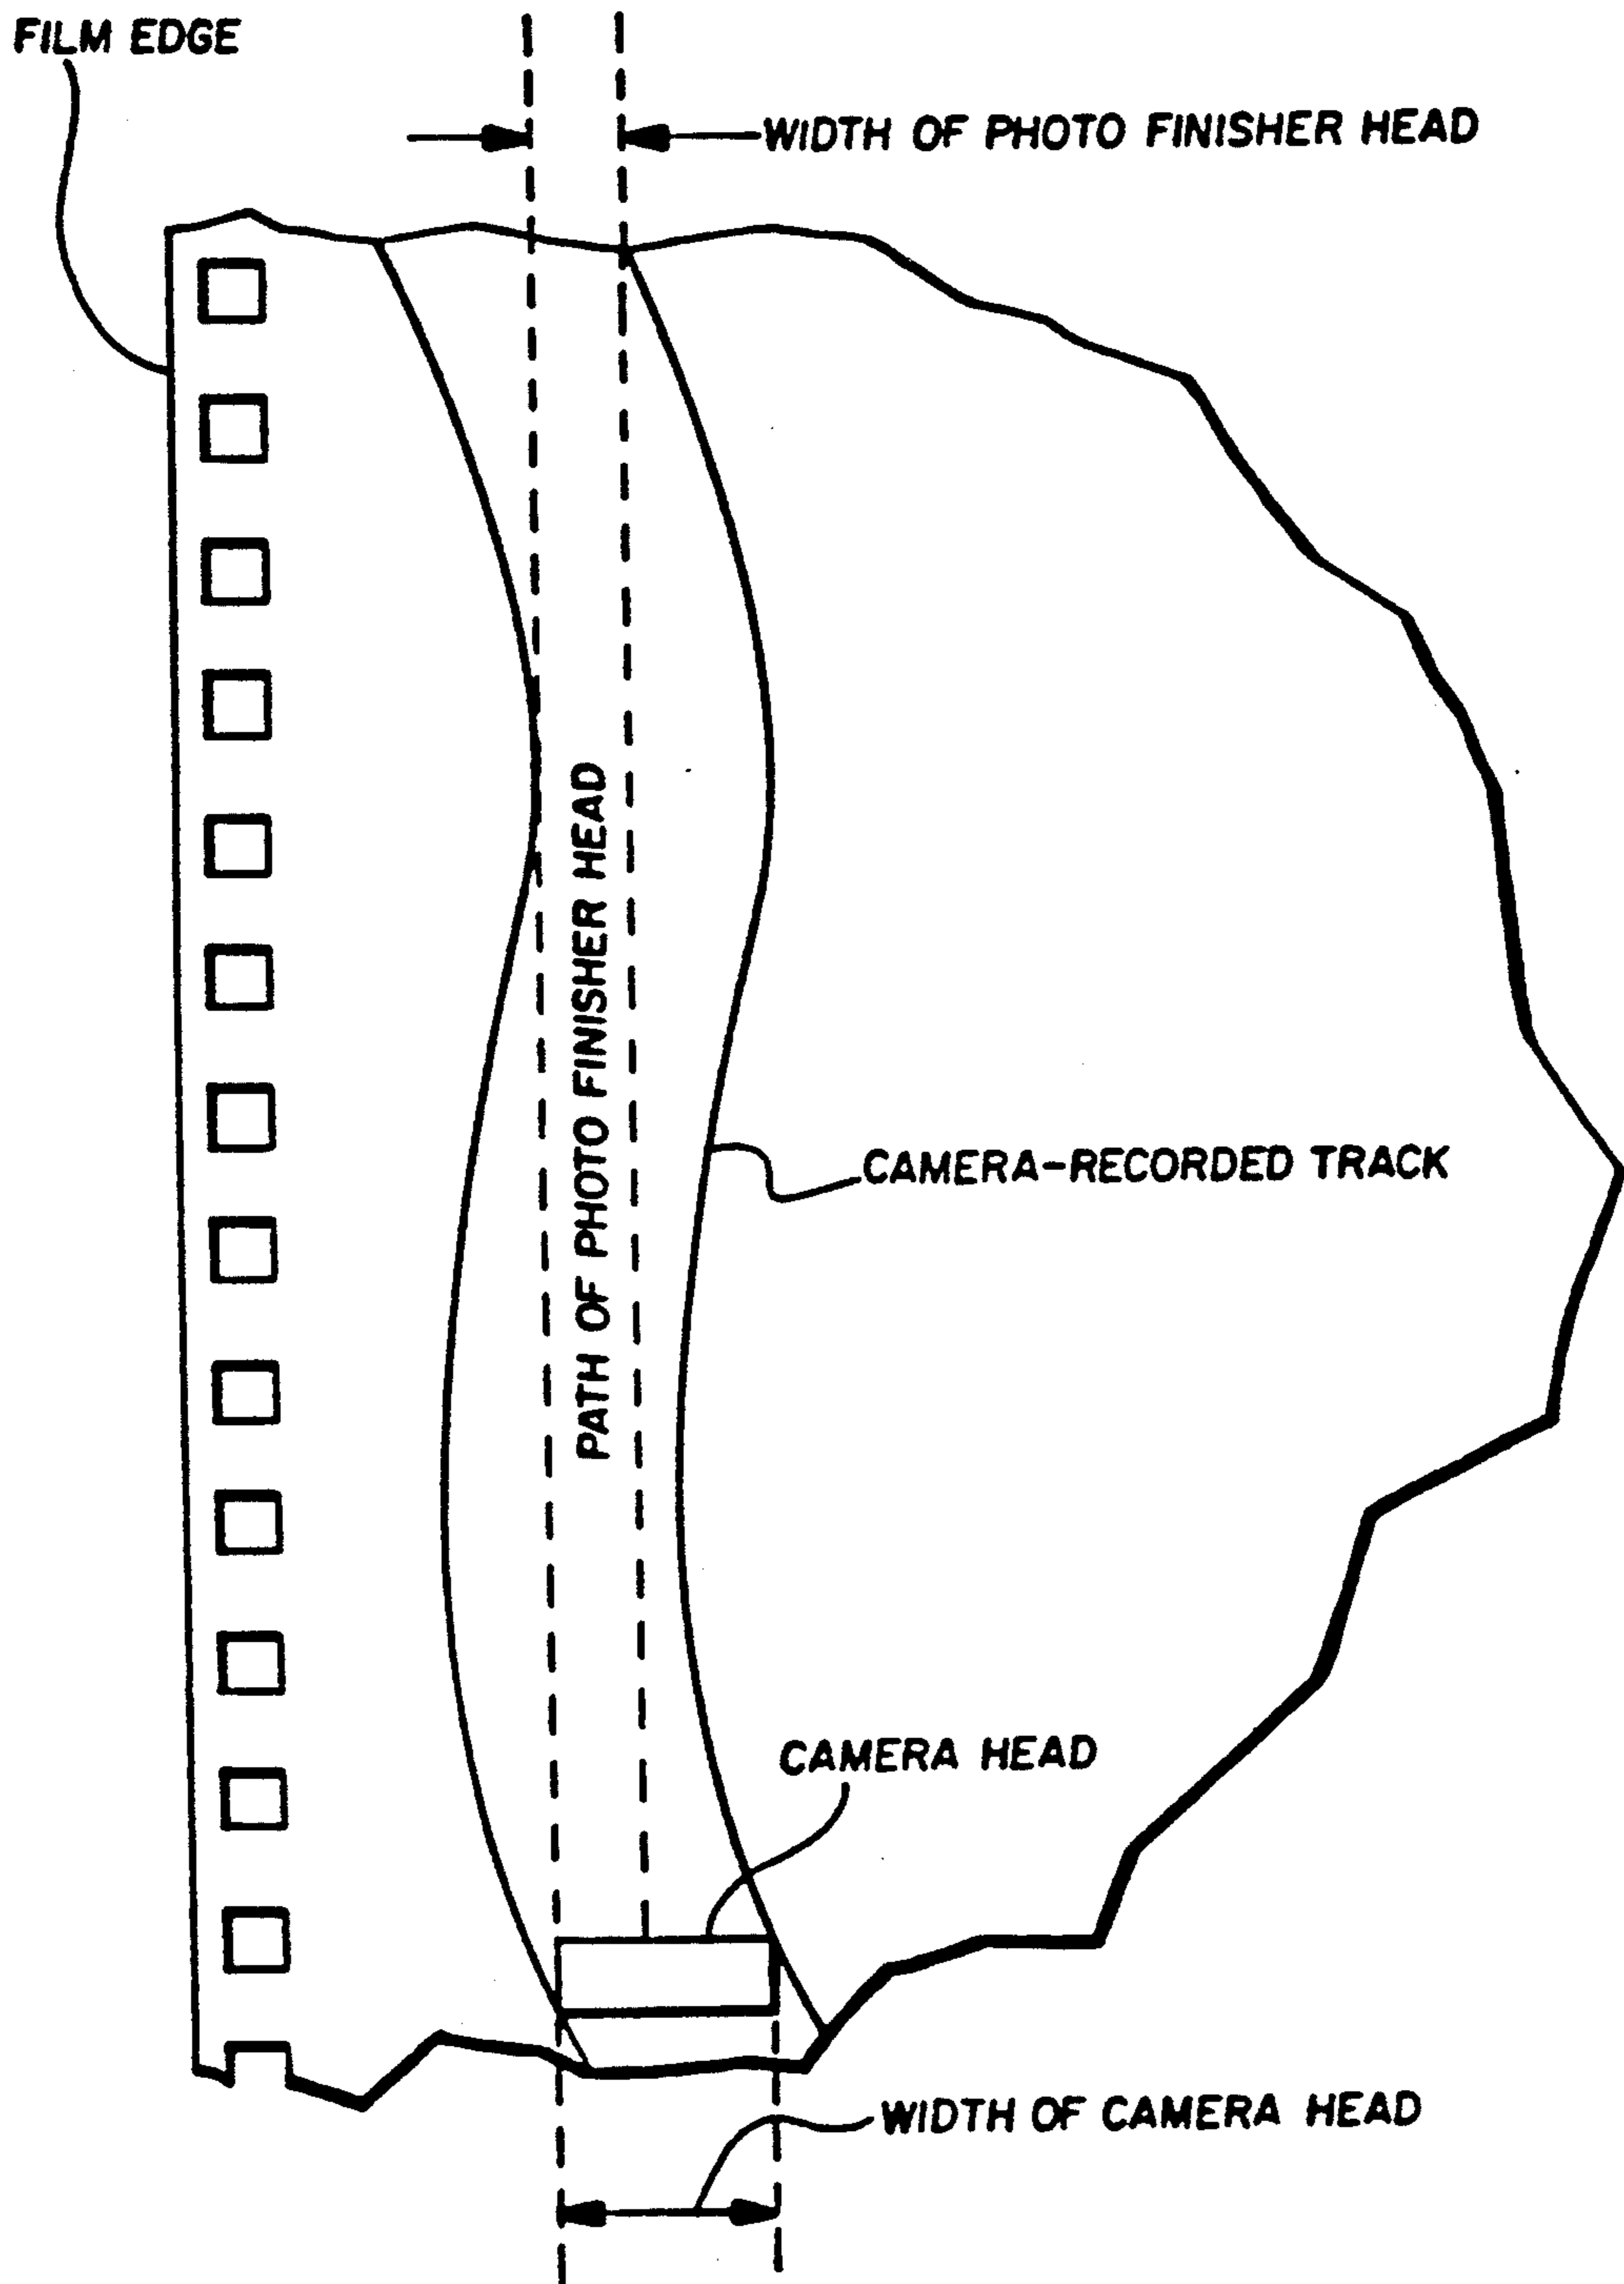 FILM EDGE
WIDTH OF PHOTO FINISHER HEAD
PATH OF PHOTO FINISHER HEAD
CAMERA-RECORDED TRACK
CAMERA HEAD
WIDTH OF CAMERA HEAD